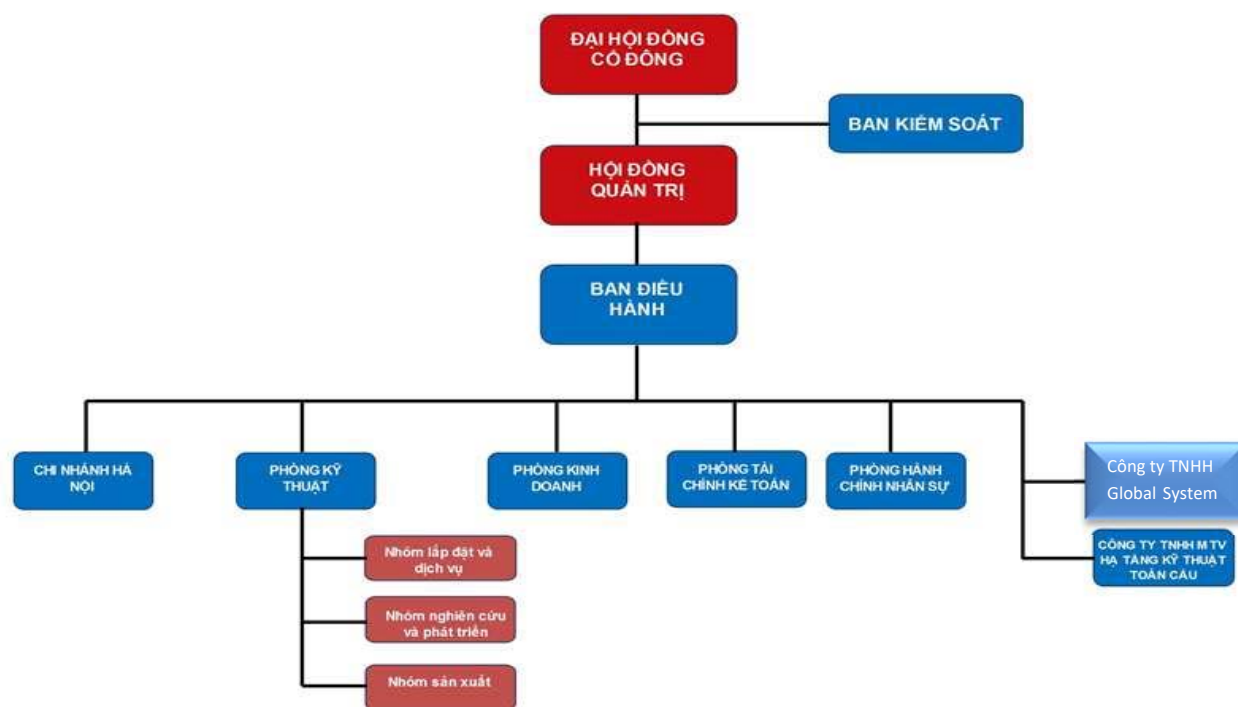 ĐẠI HỘI ĐỒNG
CỔ ĐÔNG
BAN KIỂM SOÁT
HỘI ĐỒNG
QUẢN TRỊ
BAN ĐIỀU
HÀNH
CHI NHÁNH HÀ
NỘI
PHÒNG KỸ
THUẬT
PHÒNG KINH
DOANH
PHÒNG TÀI
CHÍNH KẾ TOÁN
PHÒNG HÀNH
CHÍNH NHÂN SỰ
Công ty TNHH
Global System
CÔNG TY TNHH MTV
HẠ TẦNG KỸ THUẬT
TOÀN CẦU
Nhóm lắp đặt và
dịch vụ
Nhóm nghiên cứu
và phát triển
Nhóm sản xuất